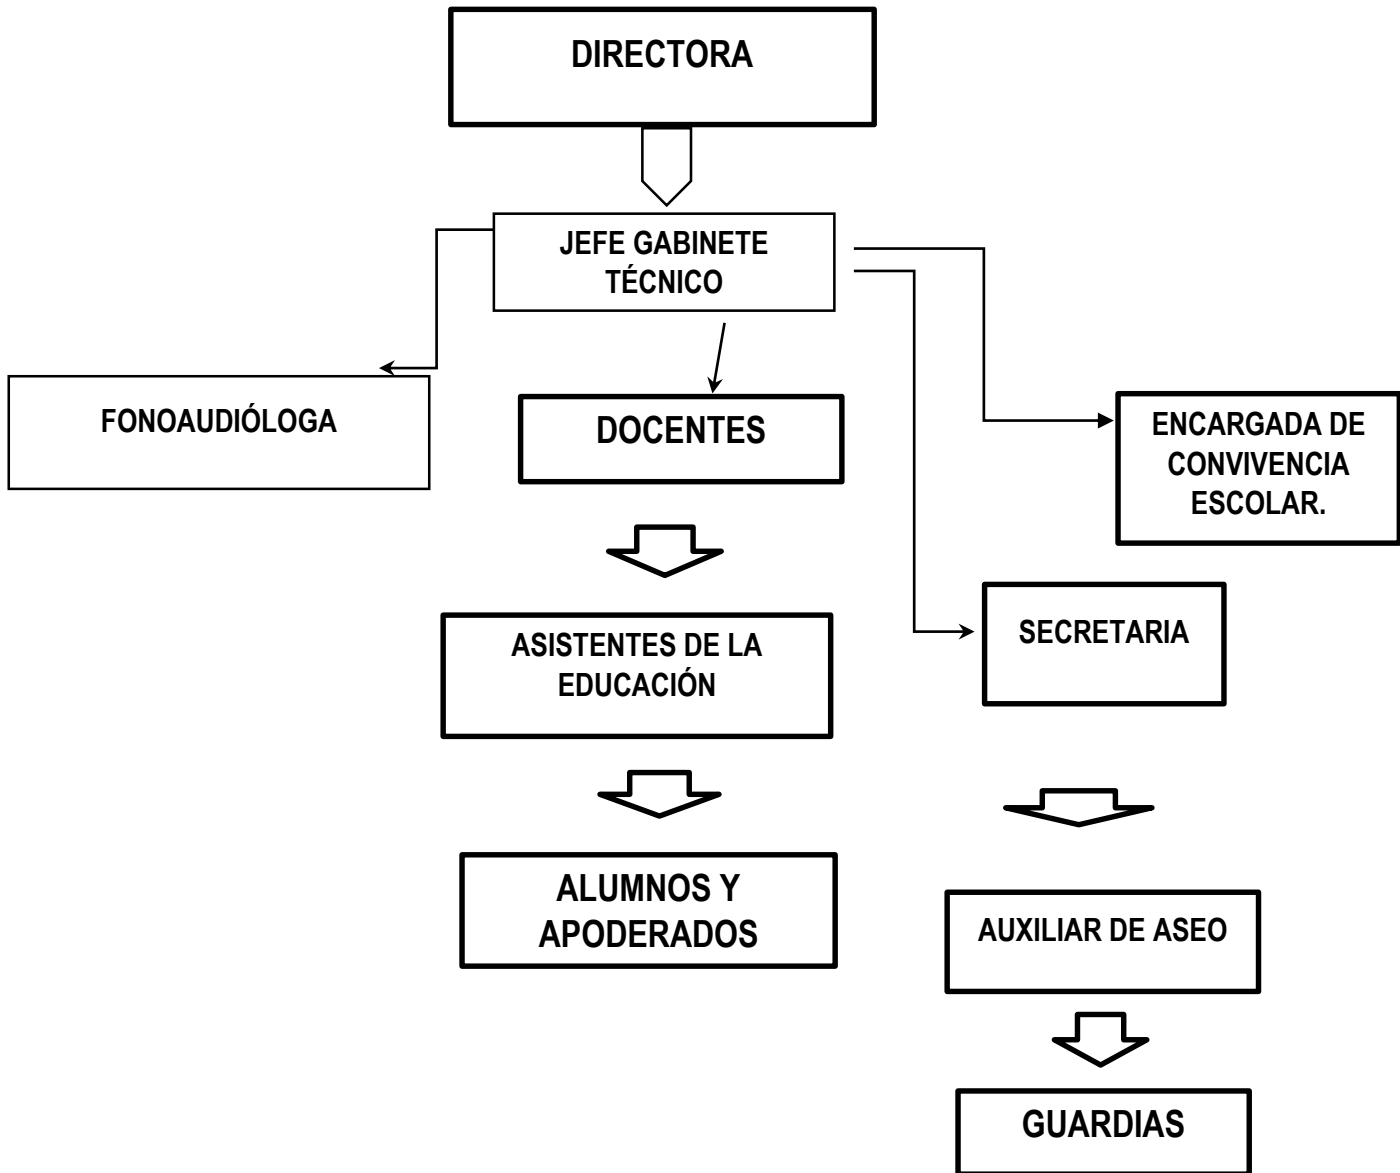 DIRECTORA
JEFE GABINETE
TÉCNICO
FONOAUDIÓLOGA
DOCENTES
ENCARGADA DE
CONVIVENCIA
ESCOLAR.
ASISTENTES DE LA
EDUCACIÓN
SECRETARIA
ALUMNOS Y
APODERADOS
AUXILIAR DE ASEO
GUARDIAS